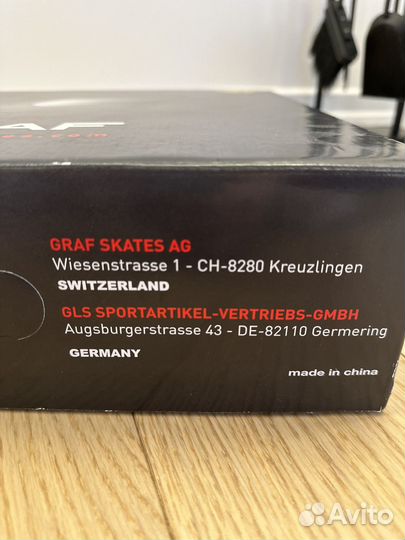 GRAF SKATES AG
Wiesenstrasse 1 - CH-8280 Kreuzlingen
SWITZERLAND
GLS SPORTARTIKEL-VERTRIEBS-GMBH
Augsburgerstrasse 43 - DE-82110 Germering
GERMANY
made in china
Avito